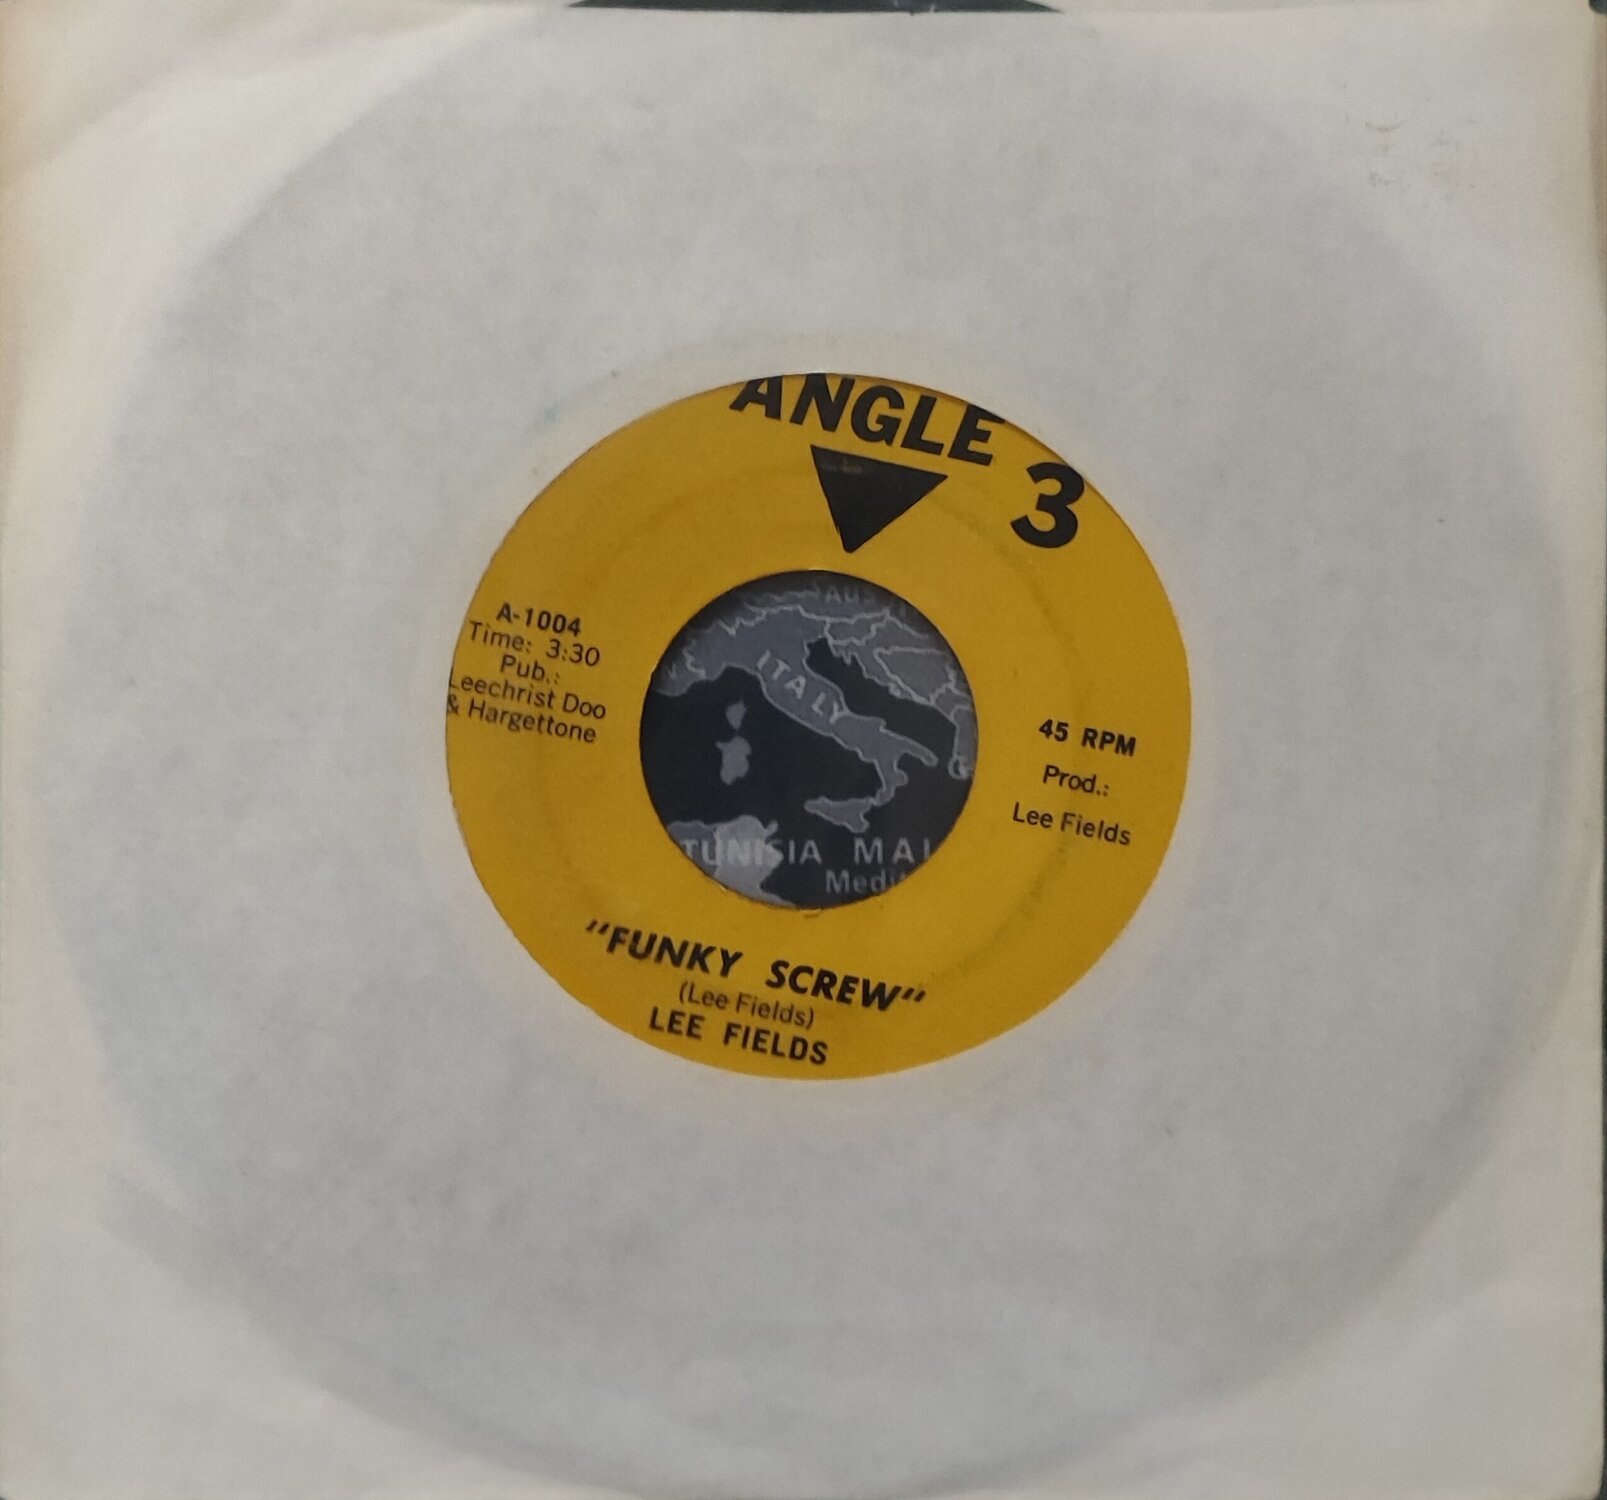 ANGLE 3
A-1004
Time: 3:30
Pub.:
Leechrist Doo
& Hargettone
45 RPM
Prod.:
Lee Fields
"FUNKY SCREW"
(Lee Fields)
LEE FIELDS
ITALY
TUNISIA